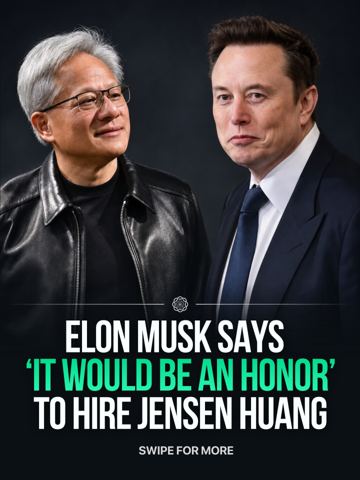 ELON MUSK SAYS
‘IT WOULD BE AN HONOR’
TO HIRE JENSEN HUANG
SWIPE FOR MORE